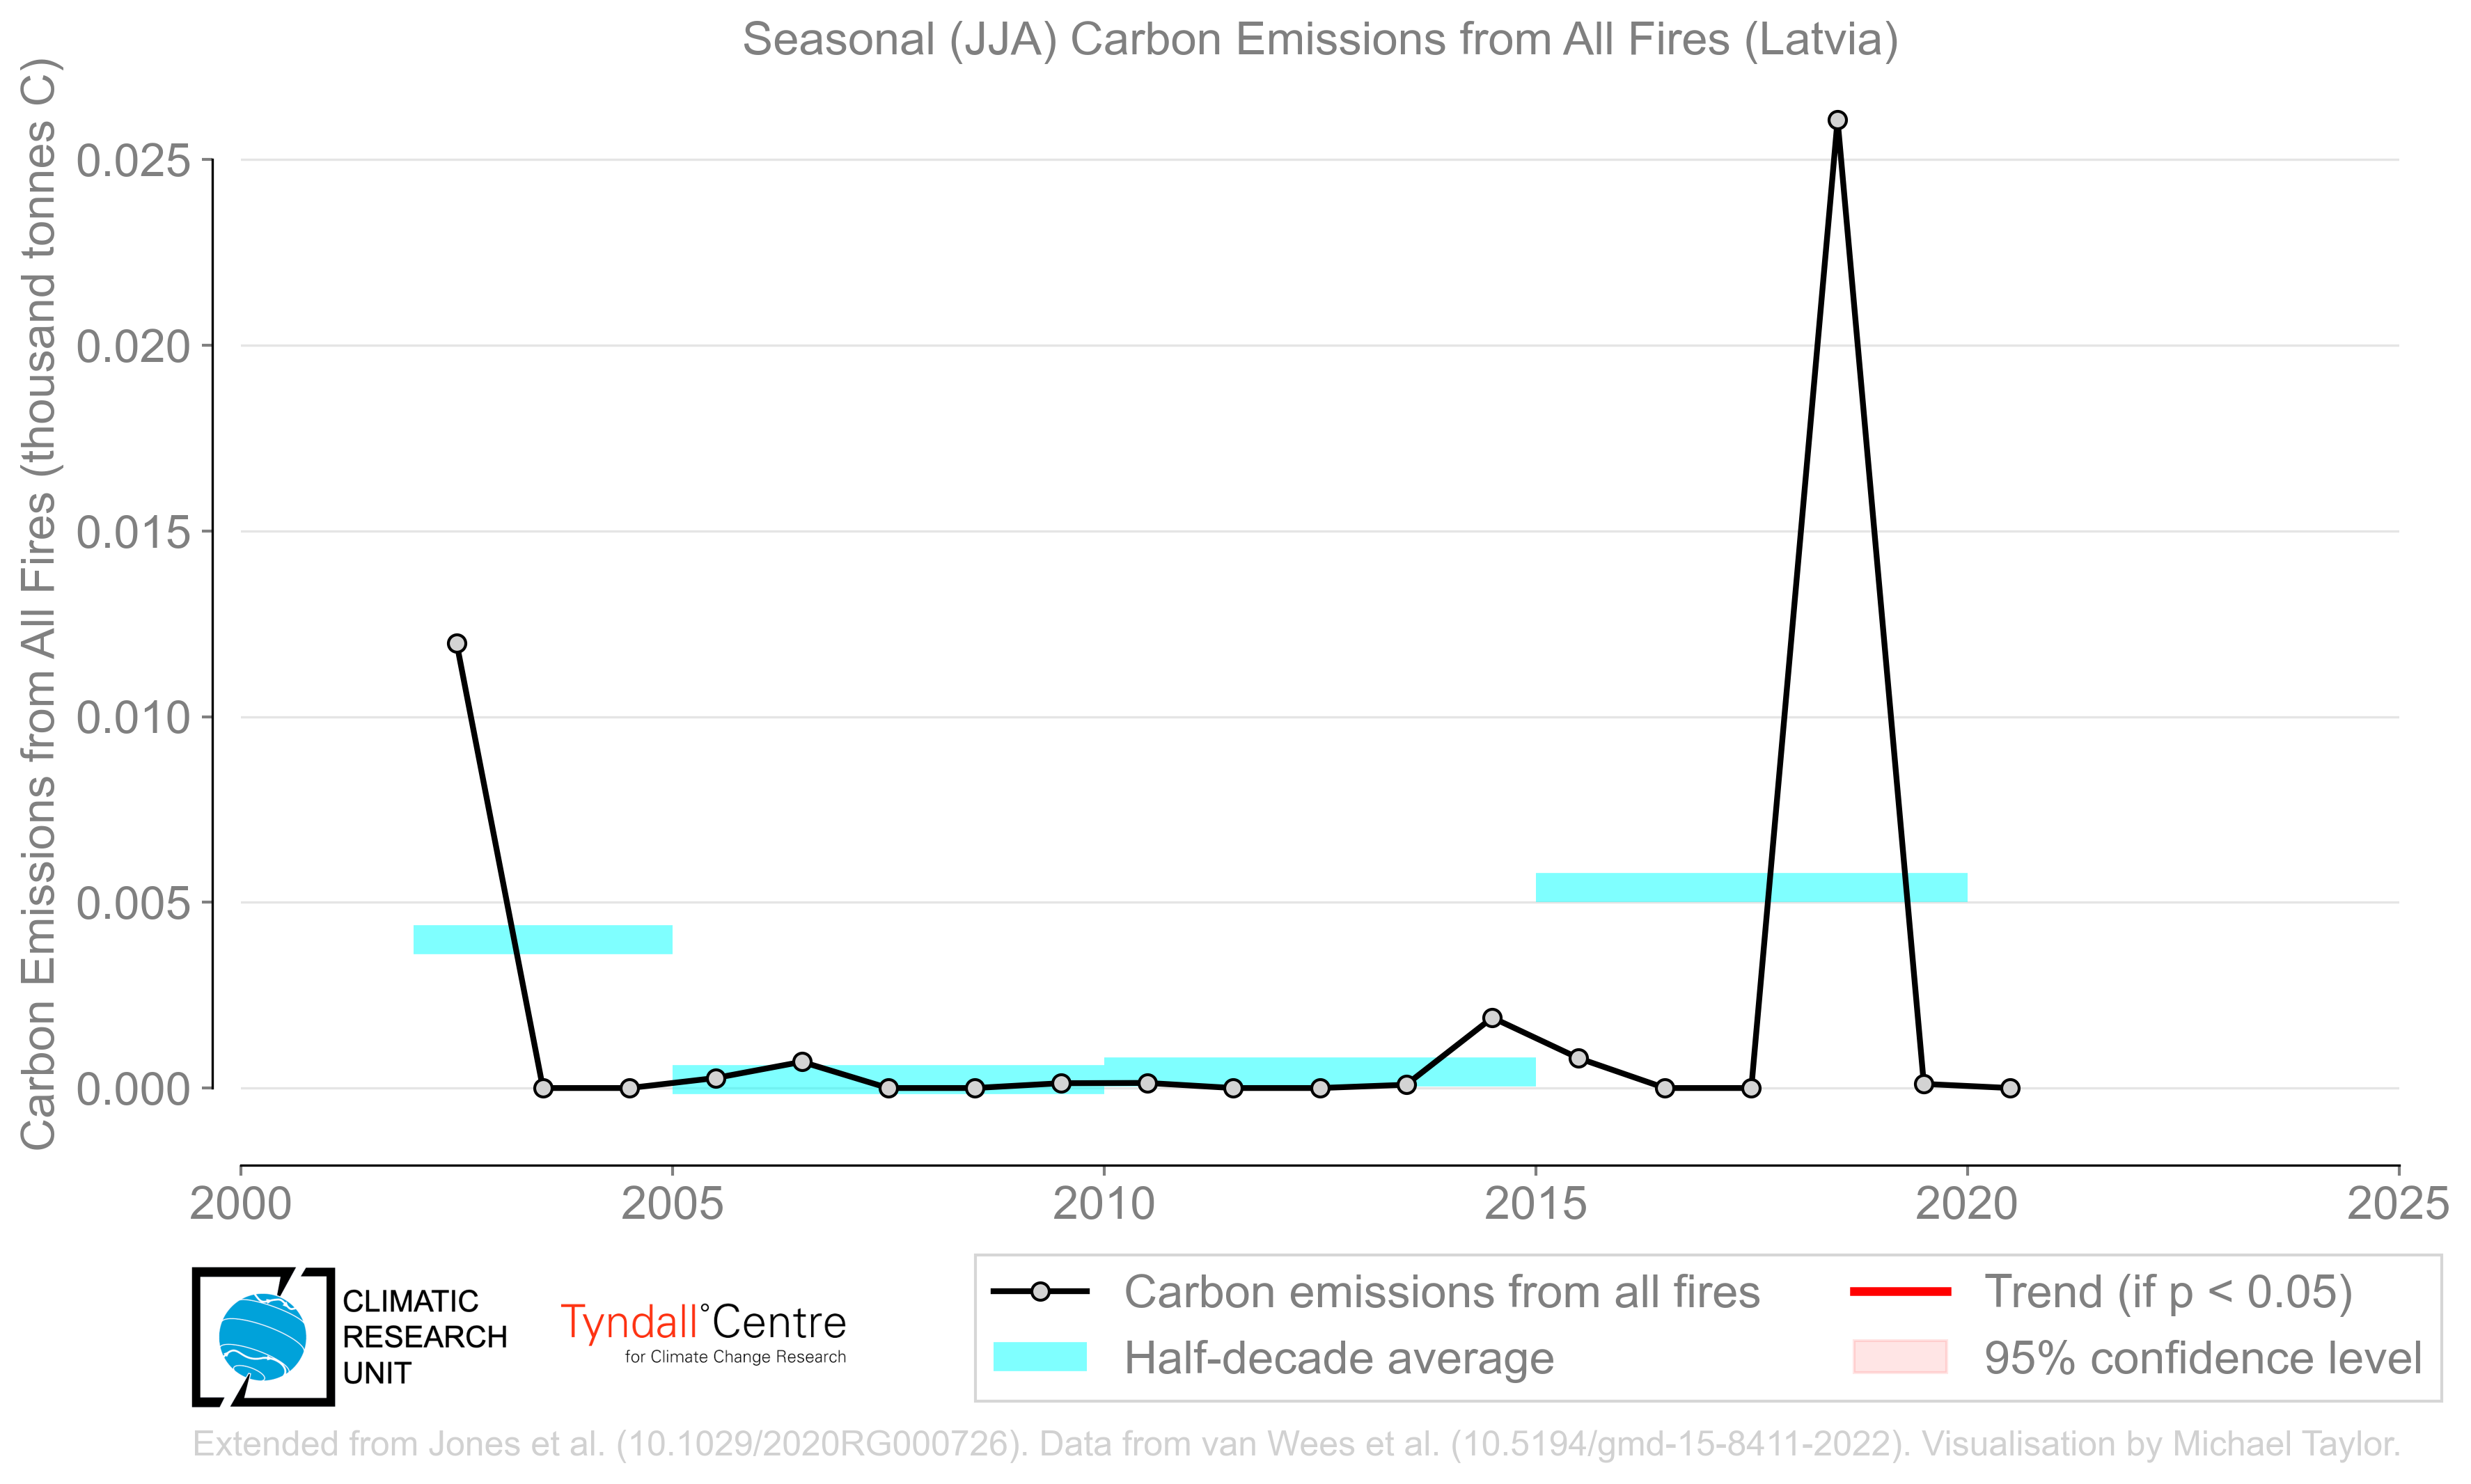 Seasonal (JJA) Carbon Emissions from All Fires (Latvia)
Carbon Emissions from All Fires (thousand tonnes C)
0.025
0.020
0.015
0.010
0.005
0.000
2000 2005 2010 2015 2020 2025
CLIMATIC
RESEARCH
UNIT
Tyndall°Centre
for Climate Change Research
Carbon emissions from all fires
Half-decade average
Trend (if p < 0.05)
95% confidence level
Extended from Jones et al. (10.1029/2020RG000726). Data from van Wees et al. (10.5194/gmd-15-8411-2022). Visualisation by Michael Taylor.